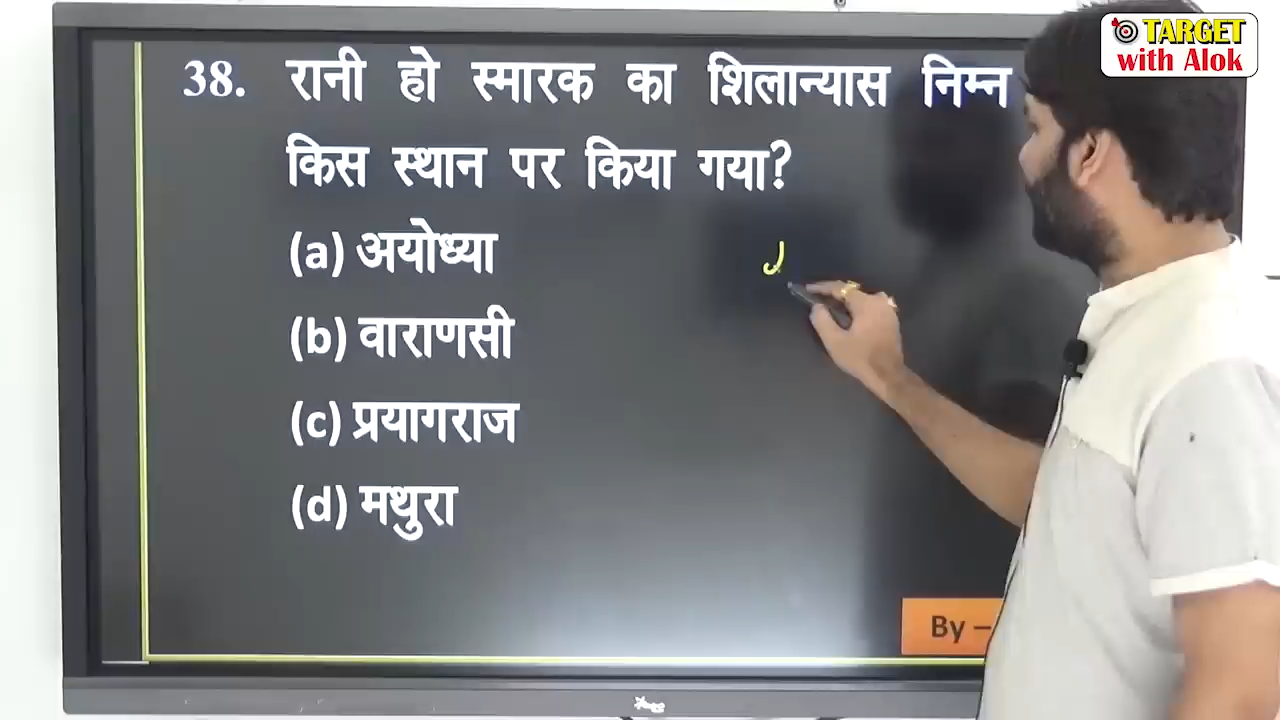 TARGET
with Alok
38. रानी हो स्मारक का शिलान्यास निम्न
किस स्थान पर किया गया?
(a) अयोध्या
(b) वाराणसी
(c) प्रयागराज
(d) मथुरा
By –